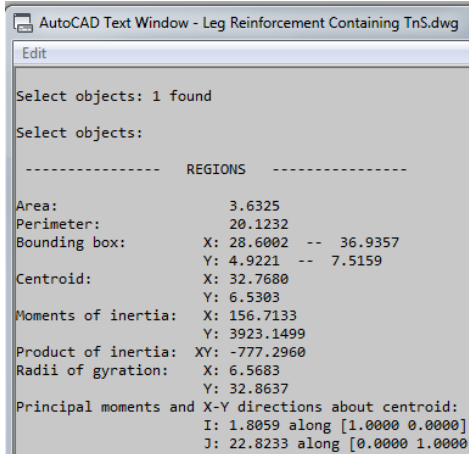 AutoCAD Text Window - Leg Reinforcement Containing TnS.dwg
Edit
Select objects: 1 found
Select objects:
---------------- REGIONS ----------------
Area: 3.6325
Perimeter: 20.1232
Bounding box: X: 28.6002 -- 36.9357
Y: 4.9221 -- 7.5159
Centroid: X: 32.7680
Y: 6.5303
Moments of inertia: X: 156.7133
Y: 3923.1499
Product of inertia: XY: -777.2960
Radii of gyration: X: 6.5683
Y: 32.8637
Principal moments and X-Y directions about centroid:
I: 1.8059 along [1.0000 0.0000]
J: 22.8233 along [0.0000 1.0000